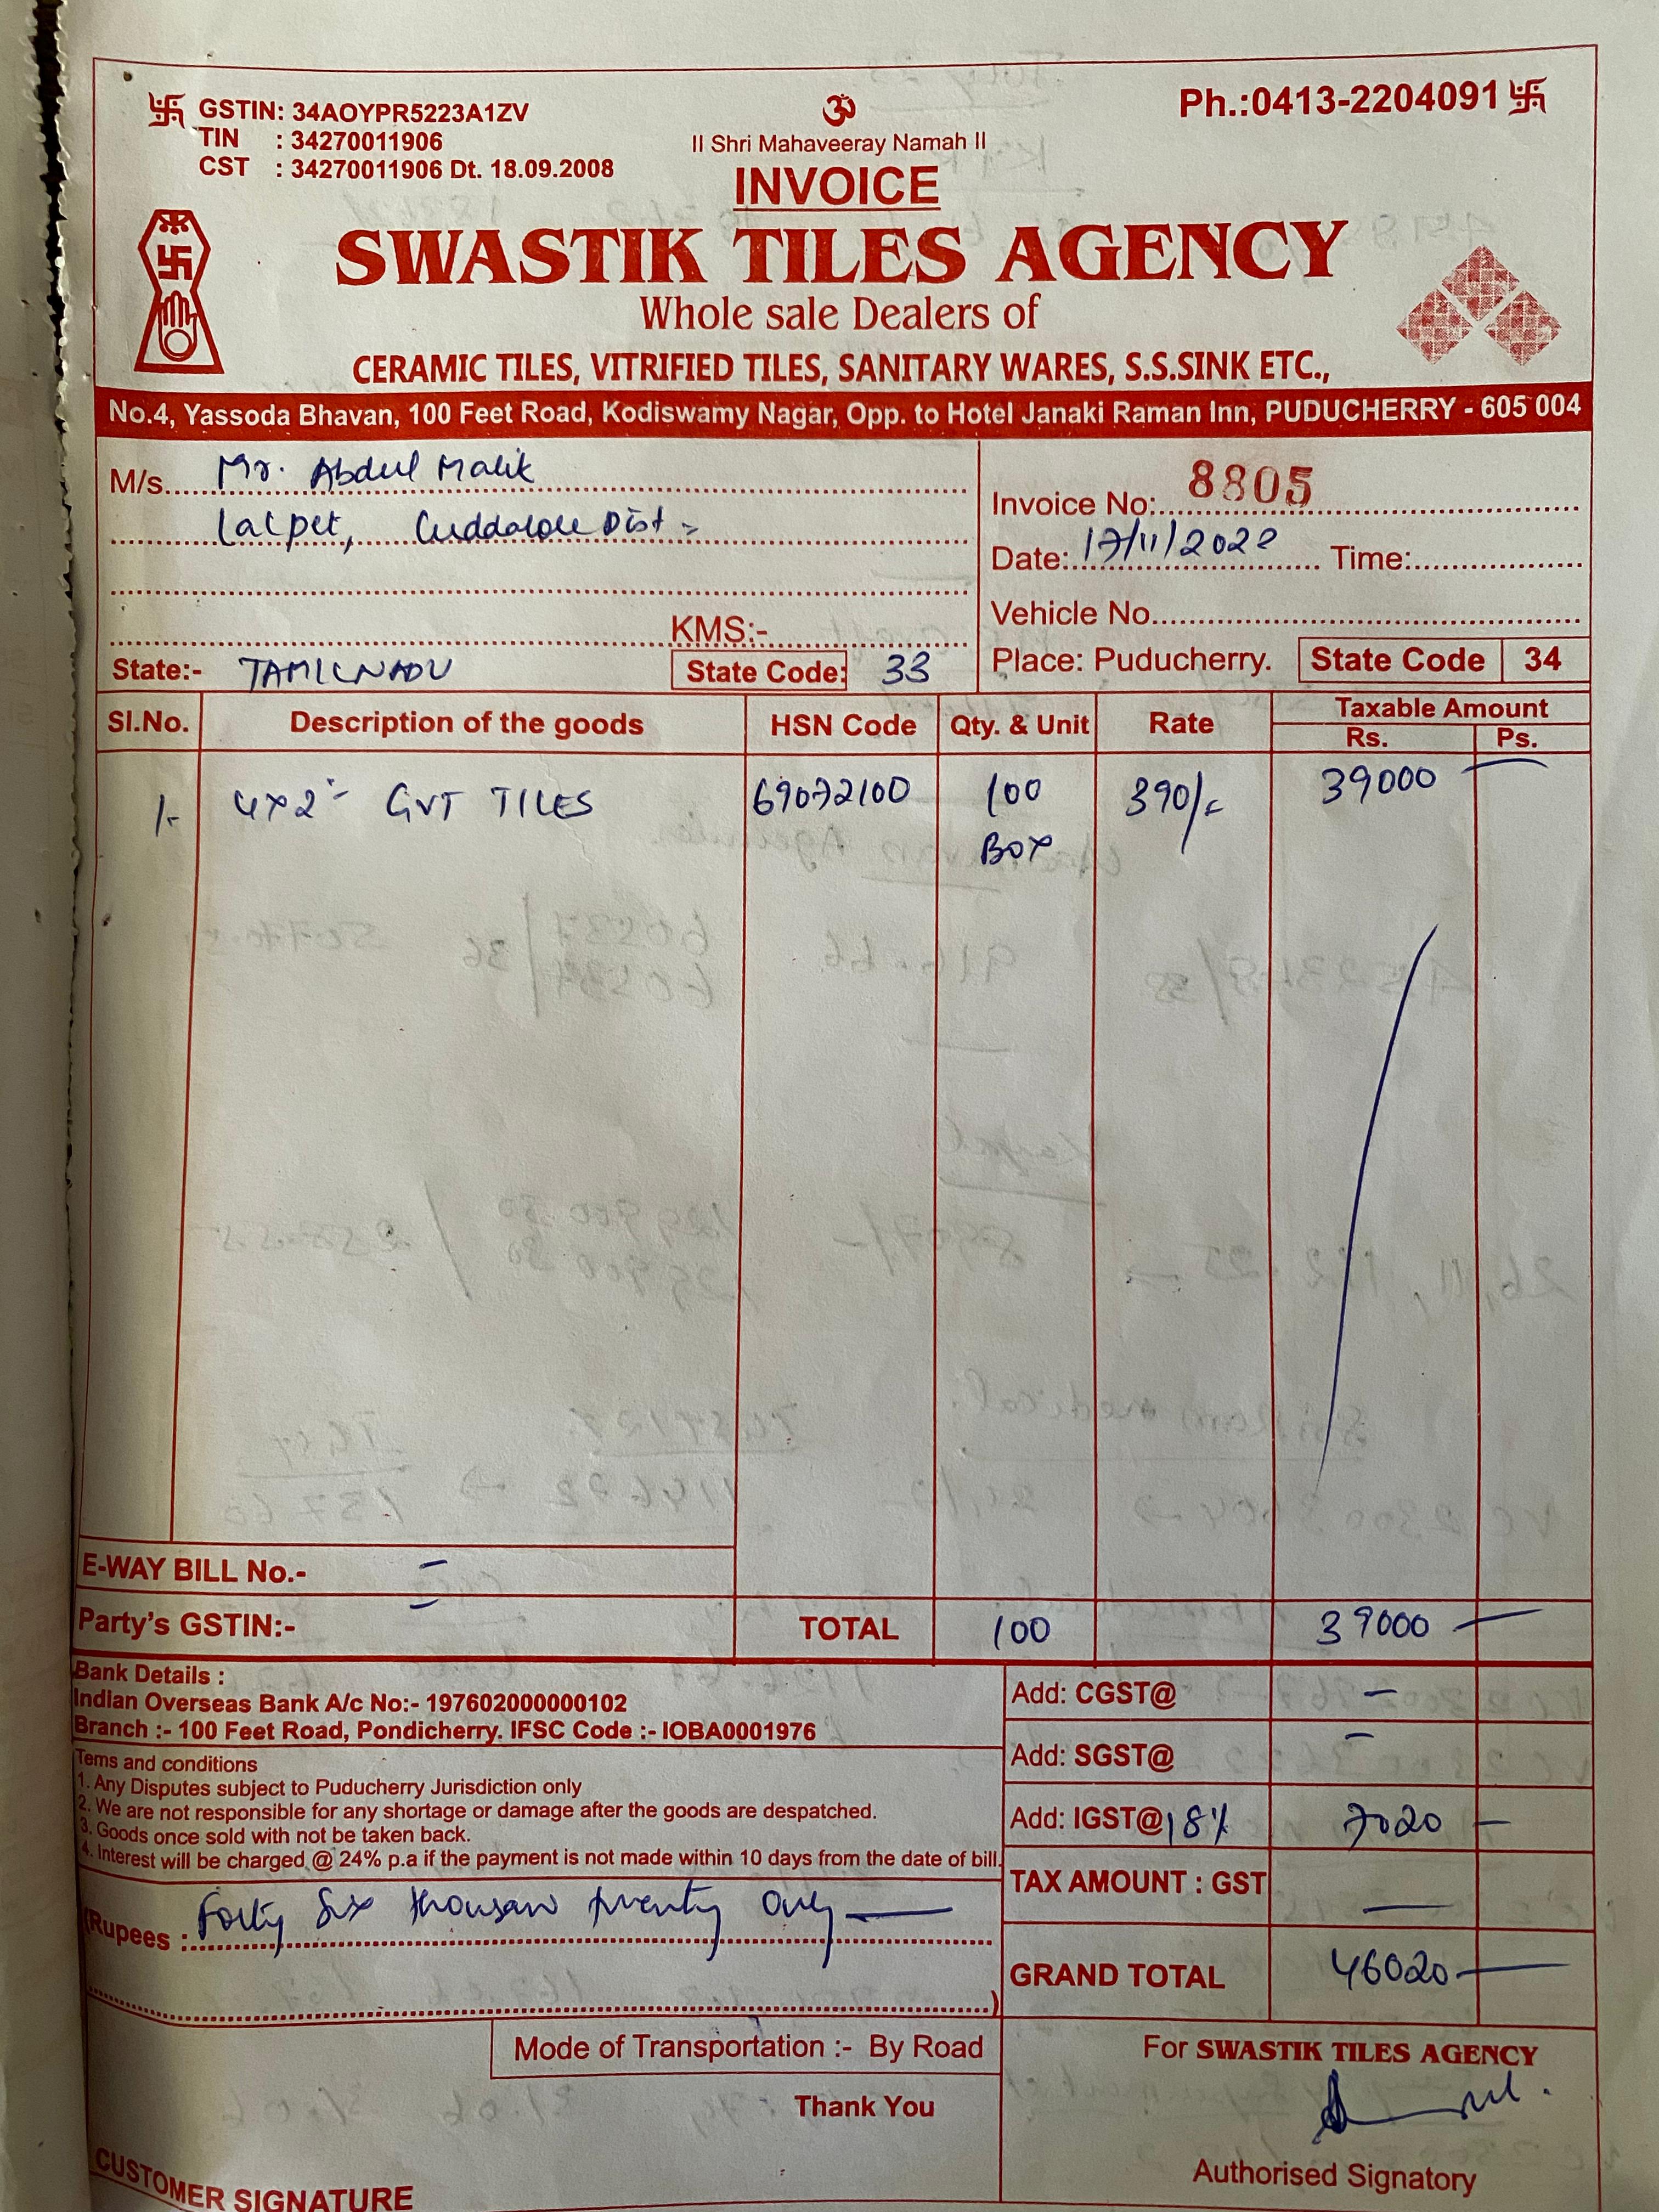 GSTIN: 34AOYPR5223A1ZV
TIN : 34270011906
CST : 34270011906 Dt. 18.09.2008
ॐ
II Shri Mahaveeray Namah II
INVOICE
Ph.:0413-2204091
SWASTIK TILES AGENCY
Whole sale Dealers of
CERAMIC TILES, VITRIFIED TILES, SANITARY WARES, S.S.SINK ETC.,
No.4, Yassoda Bhavan, 100 Feet Road, Kodiswamy Nagar, Opp. to Hotel Janaki Raman Inn, PUDUCHERRY - 605 004
M/s. Mr. Abdul Malik
Lalpet, Cuddalore Dist -
KMS:-
State:- TAMILNADU State Code: 33
Invoice No: 8805
Date: 17/11/2022 Time:
Vehicle No.
Place: Puducherry. State Code 34
Sl.No. Description of the goods HSN Code Qty. & Unit Rate Taxable Amount
Rs. Ps.
1- 4x2 - GVT TILES 69072100 100 BOX 390/- 39000 —
E-WAY BILL No.-
Party's GSTIN:- TOTAL 100 39000 —
Bank Details :
Indian Overseas Bank A/c No:- 197602000000102
Branch :- 100 Feet Road, Pondicherry. IFSC Code :- IOBA0001976
Tems and conditions
1. Any Disputes subject to Puducherry Jurisdiction only
2. We are not responsible for any shortage or damage after the goods are despatched.
3. Goods once sold with not be taken back.
4. Interest will be charged @ 24% p.a if the payment is not made within 10 days from the date of bill.
(Rupees : Forty Six thousan twenty Only —
)
Add: CGST@ —
Add: SGST@ —
Add: IGST@ 18% 7020 —
TAX AMOUNT : GST —
GRAND TOTAL 46020 —
Mode of Transportation :- By Road
Thank You
CUSTOMER SIGNATURE
For SWASTIK TILES AGENCY
Authorised Signatory